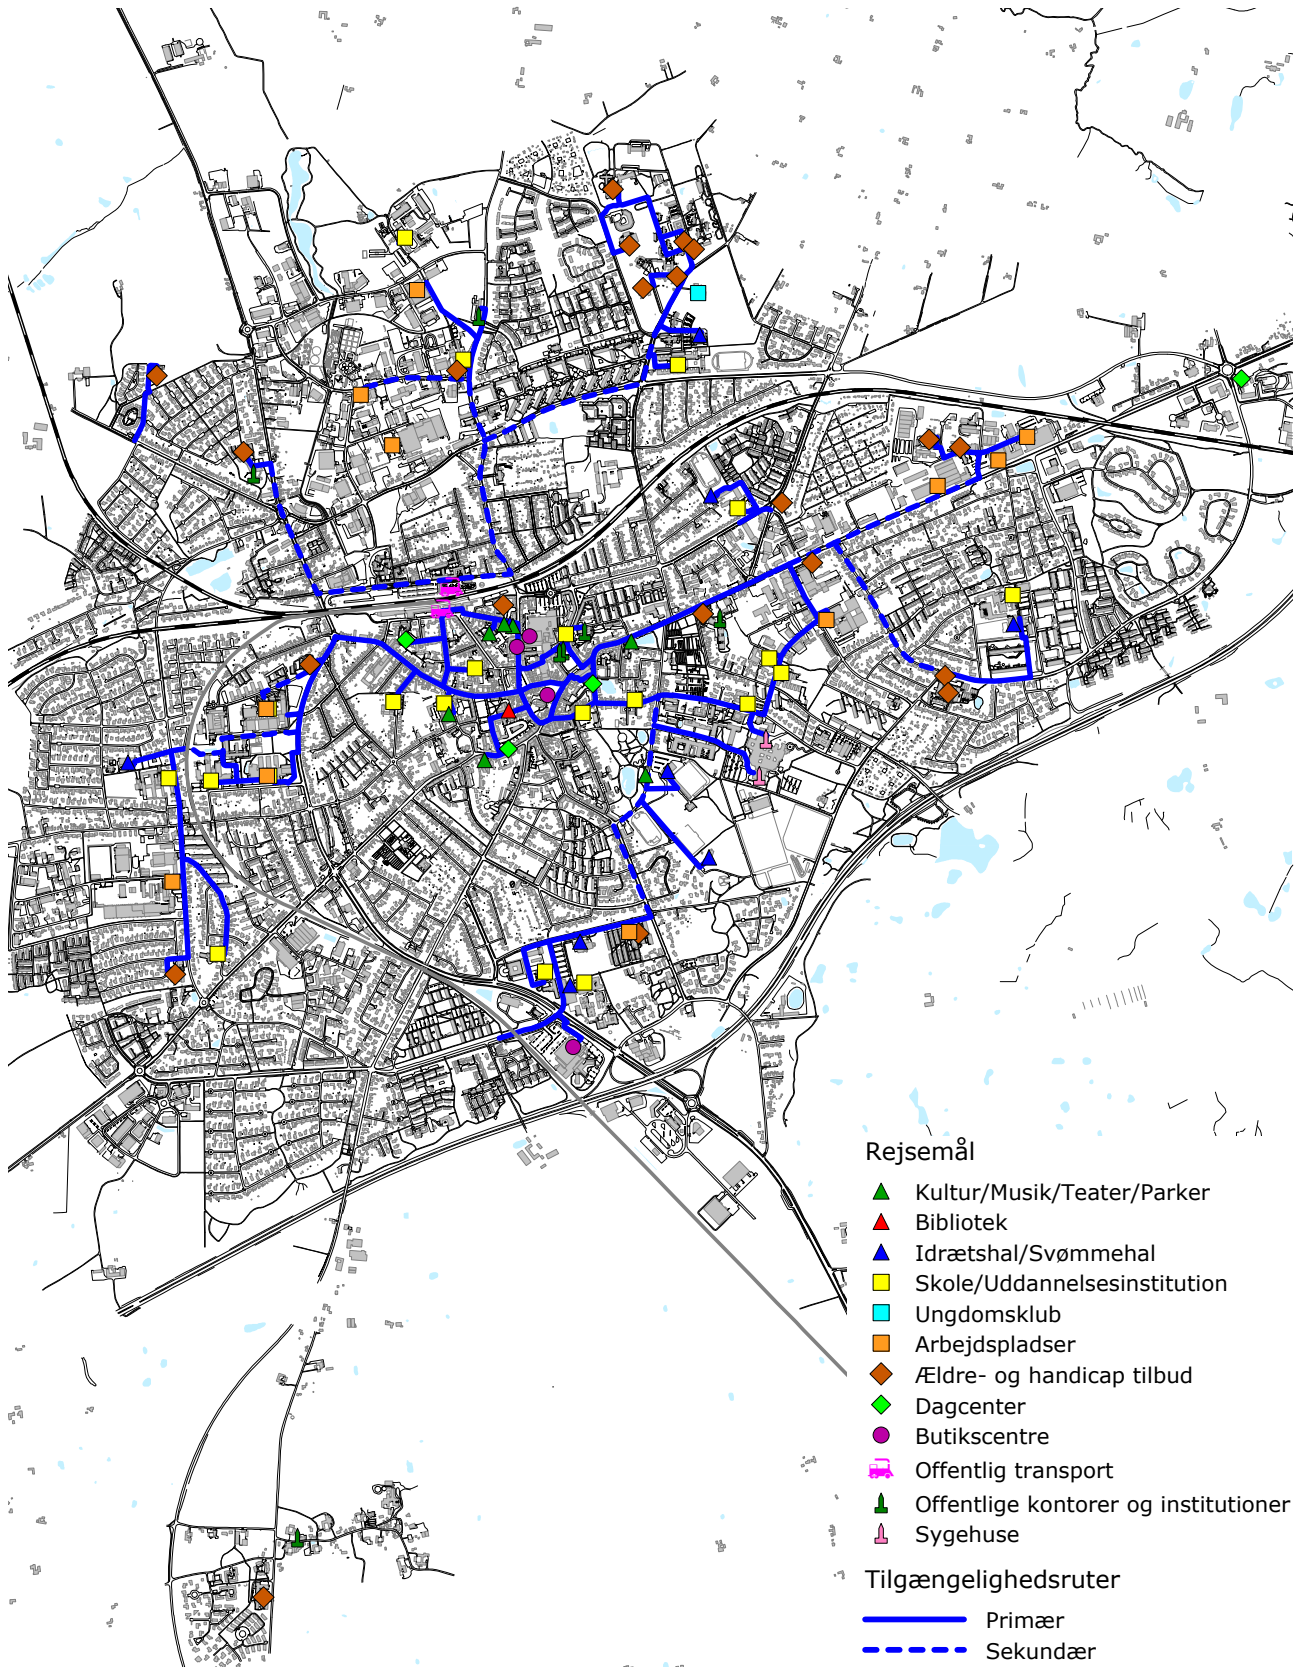 Rejsemål
Kultur/Musik/Teater/Parker
Bibliotek
Idrætshal/Svømmehal
Skole/Uddannelsesinstitution
Ungdomsklub
Arbejdspladser
Ældre- og handicap tilbud
Dagcenter
Butikscentre
Offentlig transport
Offentlige kontorer og institutioner
Sygehuse
Tilgængelighedsruter
Primær
Sekundær